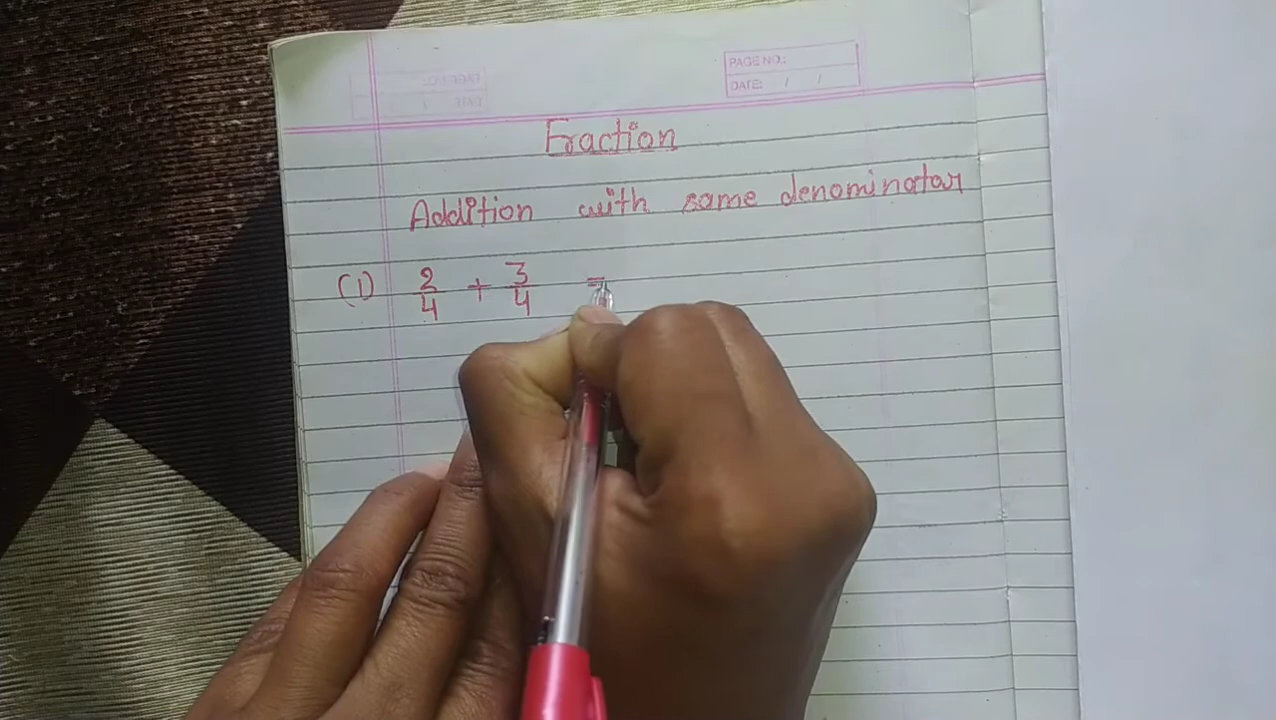 PAGE NO.:
DATE: / /
Fraction
Addition with same denominator
(1) 2/4 + 3/4 =